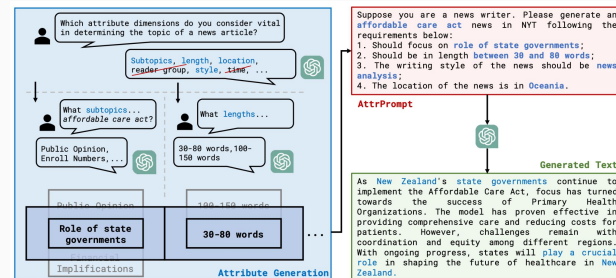 Which attribute dimensions do you consider vital
in determining the topic of a news article?
Subtopics, length, location,
reader group, style, time, ...
What subtopics...
affordable care act?
Public Opinion,
Enroll Numbers,...
What lengths...
30-80 words,100-
150 words
Public Opinion
Role of state
governments
Financial
Implifications
100-150 words
30-80 words
...
Attribute Generation
Suppose you are a news writer. Please generate an
affordable care act news in NYT following the
requirements below:
1. Should focus on role of state governments;
2. Should be in length between 30 and 80 words;
3. The writing style of the news should be news
analysis;
4. The location of the news is in Oceania.
AttrPrompt
Generated Text
As New Zealand's state governments continue to
implement the Affordable Care Act, focus has turned
towards the success of Primary Health
Organizations. The model has proven effective in
providing comprehensive care and reducing costs for
patients. However, challenges remain with
coordination and equity among different regions.
With ongoing progress, states will play a crucial
role in shaping the future of healthcare in New
Zealand.